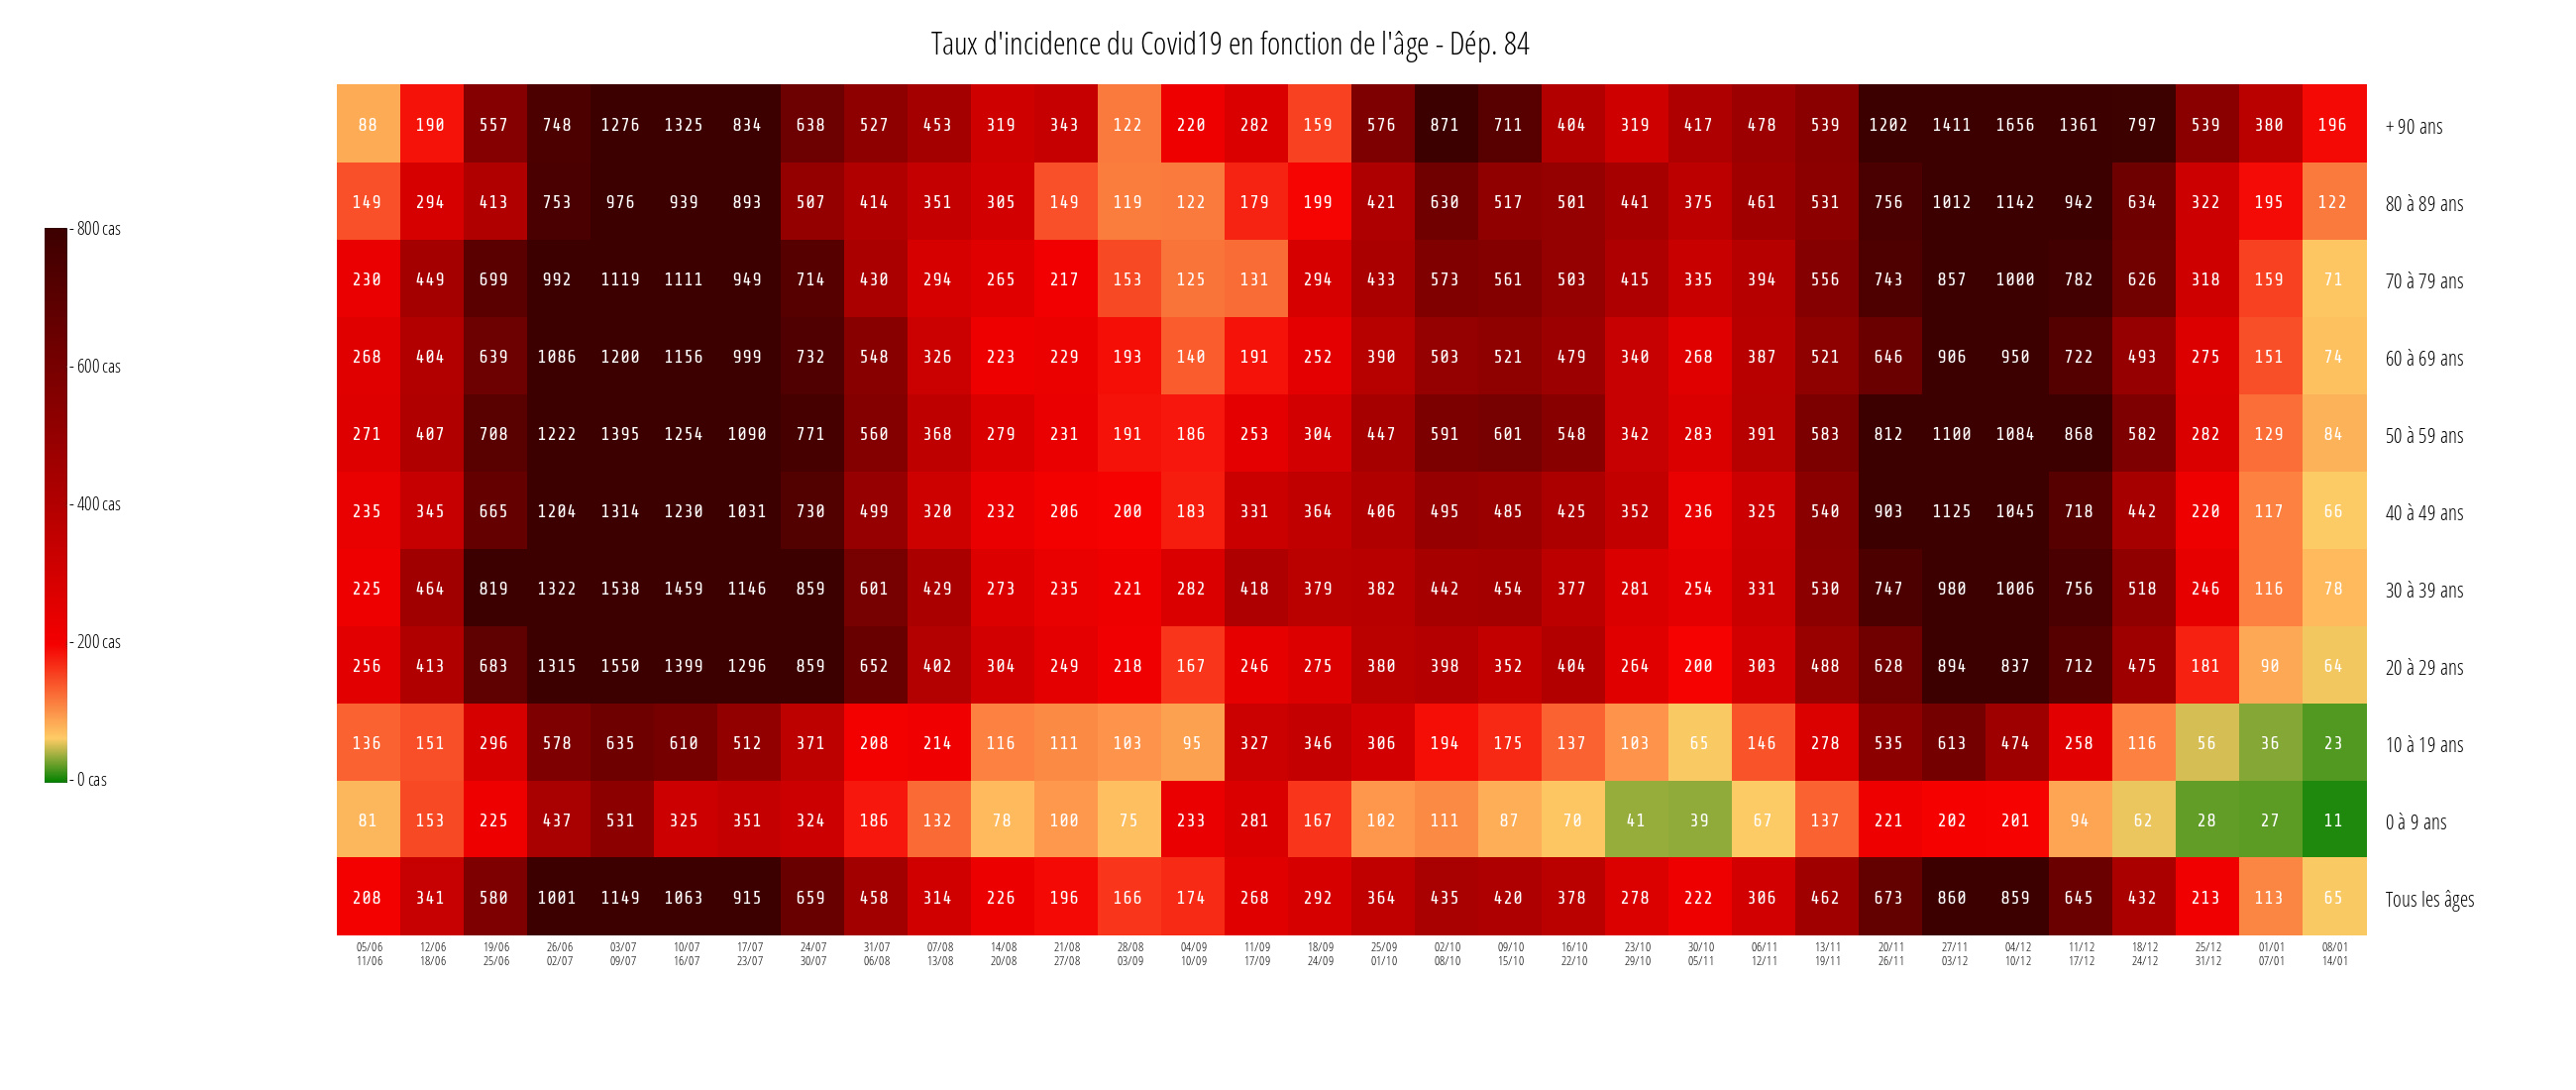 Taux d'incidence du Covid19 en fonction de l'âge - Dép. 84
- 800 cas
- 600 cas
- 400 cas
- 200 cas
- 0 cas
88 190 557 748 1276 1325 834 638 527 453 319 343 122 220 282 159 576 871 711 404 319 417 478 539 1202 1411 1656 1361 797 539 380 196 + 90 ans
149 294 413 753 976 939 893 507 414 351 305 149 119 122 179 199 421 630 517 501 441 375 461 531 756 1012 1142 942 634 322 195 122 80 à 89 ans
230 449 699 992 1119 1111 949 714 430 294 265 217 153 125 131 294 433 573 561 503 415 335 394 556 743 857 1000 782 626 318 159 71 70 à 79 ans
268 404 639 1086 1200 1156 999 732 548 326 223 229 193 140 191 252 390 503 521 479 340 268 387 521 646 906 950 722 493 275 151 74 60 à 69 ans
271 407 708 1222 1395 1254 1090 771 560 368 279 231 191 186 253 304 447 591 601 548 342 283 391 583 812 1100 1084 868 582 282 129 84 50 à 59 ans
235 345 665 1204 1314 1230 1031 730 499 320 232 206 200 183 331 364 406 495 485 425 352 236 325 540 903 1125 1045 718 442 220 117 66 40 à 49 ans
225 464 819 1322 1538 1459 1146 859 601 429 273 235 221 282 418 379 382 442 454 377 281 254 331 530 747 980 1006 756 518 246 116 78 30 à 39 ans
256 413 683 1315 1550 1399 1296 859 652 402 304 249 218 167 246 275 380 398 352 404 264 200 303 488 628 894 837 712 475 181 90 64 20 à 29 ans
136 151 296 578 635 610 512 371 208 214 116 111 103 95 327 346 306 194 175 137 103 65 146 278 535 613 474 258 116 56 36 23 10 à 19 ans
81 153 225 437 531 325 351 324 186 132 78 100 75 233 281 167 102 111 87 70 41 39 67 137 221 202 201 94 62 28 27 11 0 à 9 ans
208 341 580 1001 1149 1063 915 659 458 314 226 196 166 174 268 292 364 435 420 378 278 222 306 462 673 860 859 645 432 213 113 65 Tous les âges
05/06 12/06 19/06 26/06 03/07 10/07 17/07 24/07 31/07 07/08 14/08 21/08 28/08 04/09 11/09 18/09 25/09 02/10 09/10 16/10 23/10 30/10 06/11 13/11 20/11 27/11 04/12 11/12 18/12 25/12 01/01 08/01
11/06 18/06 25/06 02/07 09/07 16/07 23/07 30/07 06/08 13/08 20/08 27/08 03/09 10/09 17/09 24/09 01/10 08/10 15/10 22/10 29/10 05/11 12/11 19/11 26/11 03/12 10/12 17/12 24/12 31/12 07/01 14/01